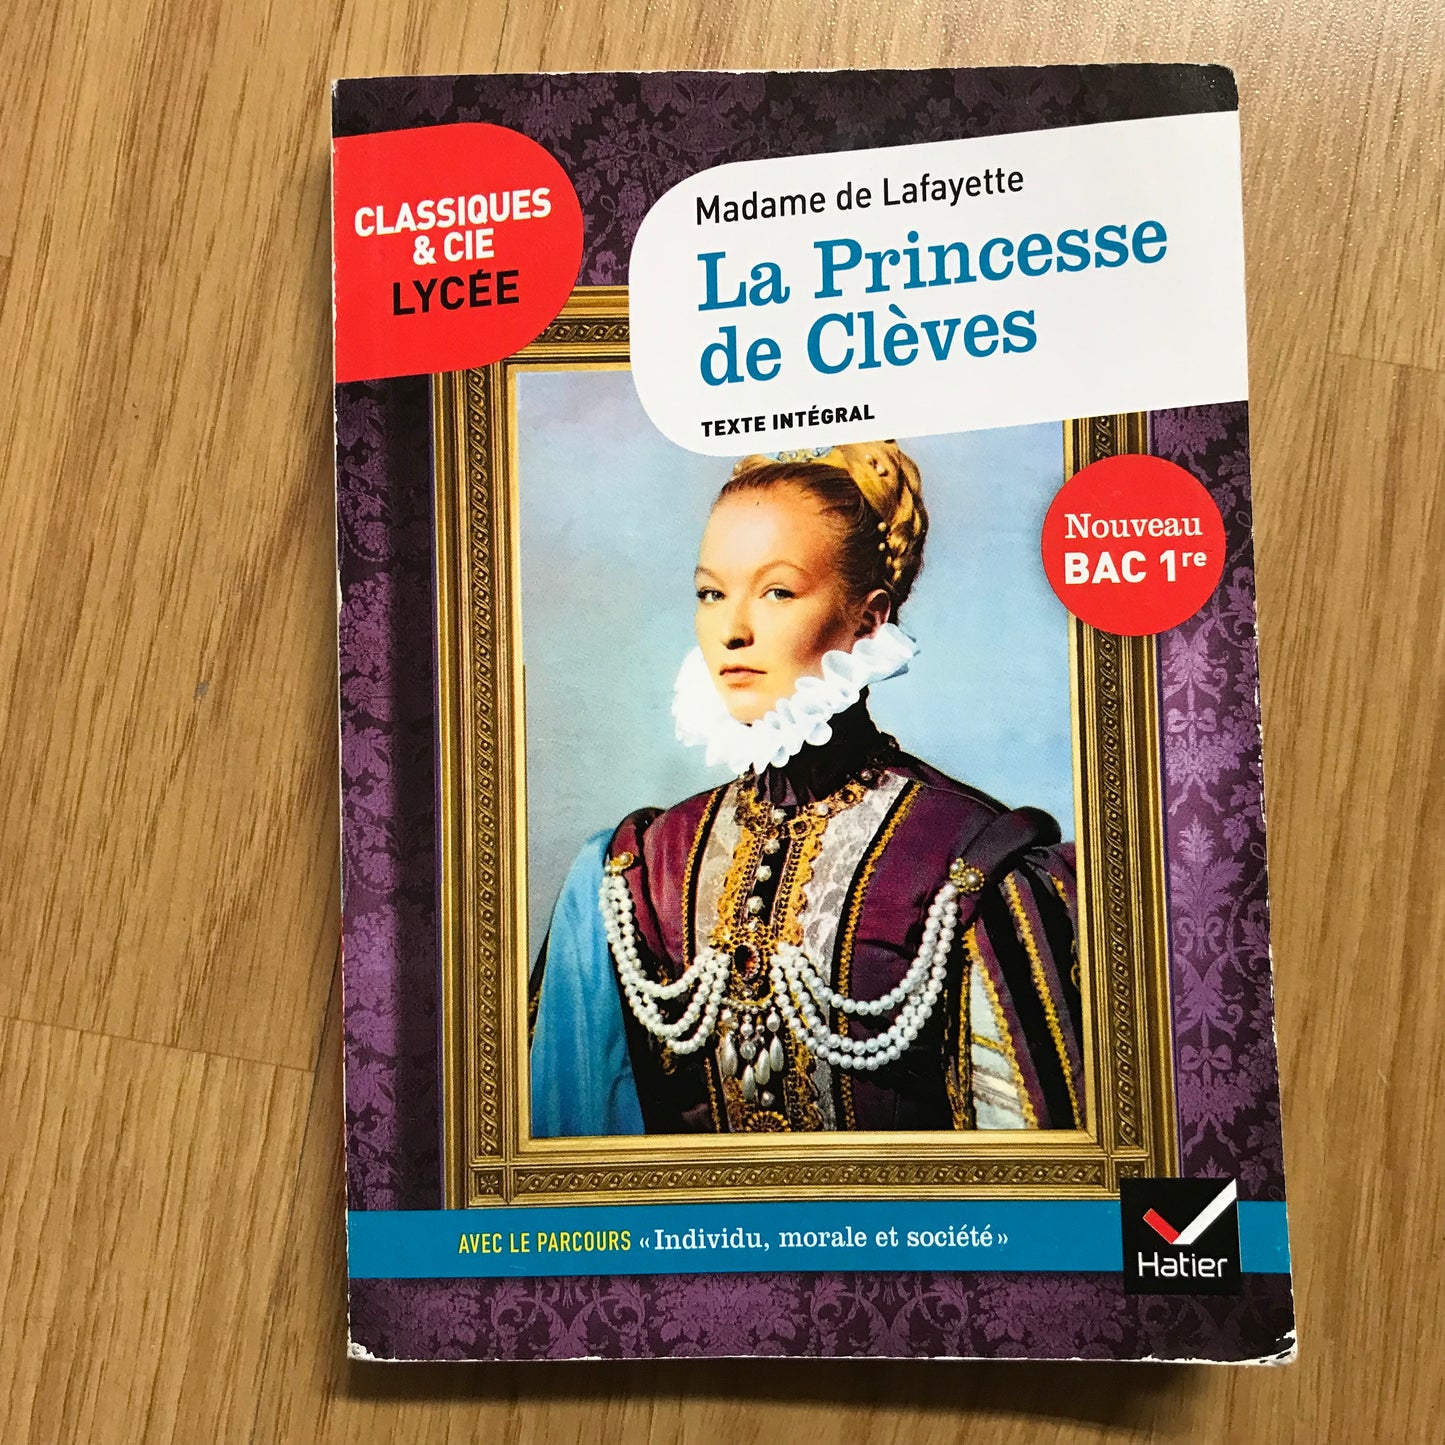 CLASSIQUES
& CIE
LYCÉE
Madame de Lafayette
La Princesse
de Clèves
TEXTE INTÉGRAL
Nouveau
BAC 1re
AVEC LE PARCOURS « Individu, morale et société »
Hatier